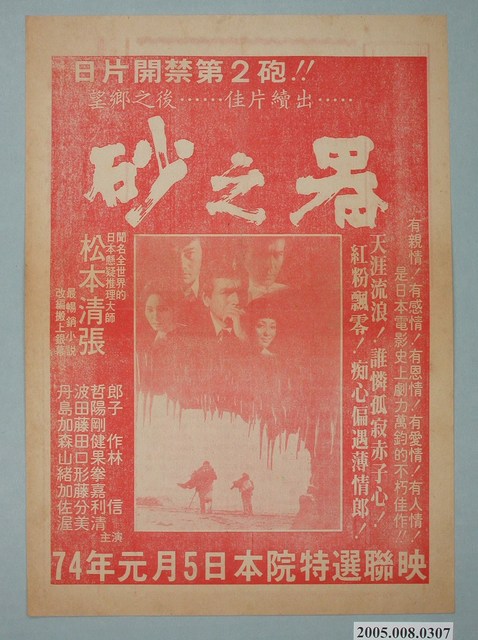 日片開禁第2砲!!
望鄉之後……佳片續出……
砂之器
有親情!有感情!有恩情!有愛情!有人情!
是日本電影史上劇力萬鈞的不朽佳作!!
天涯流浪!誰憐孤寂赤子心!
紅粉飄零!痴心偏遇薄情郎!
聞名全世界的
日本懸疑推理大師
松本清張
最暢銷小說
改編搬上銀幕
丹波哲郎
島田陽子
加藤剛
森田健作
山口果林
緒形拳
加藤嘉
佐分利信
渥美清
主演
74年元月5日本院特選聯映
2005.008.0307